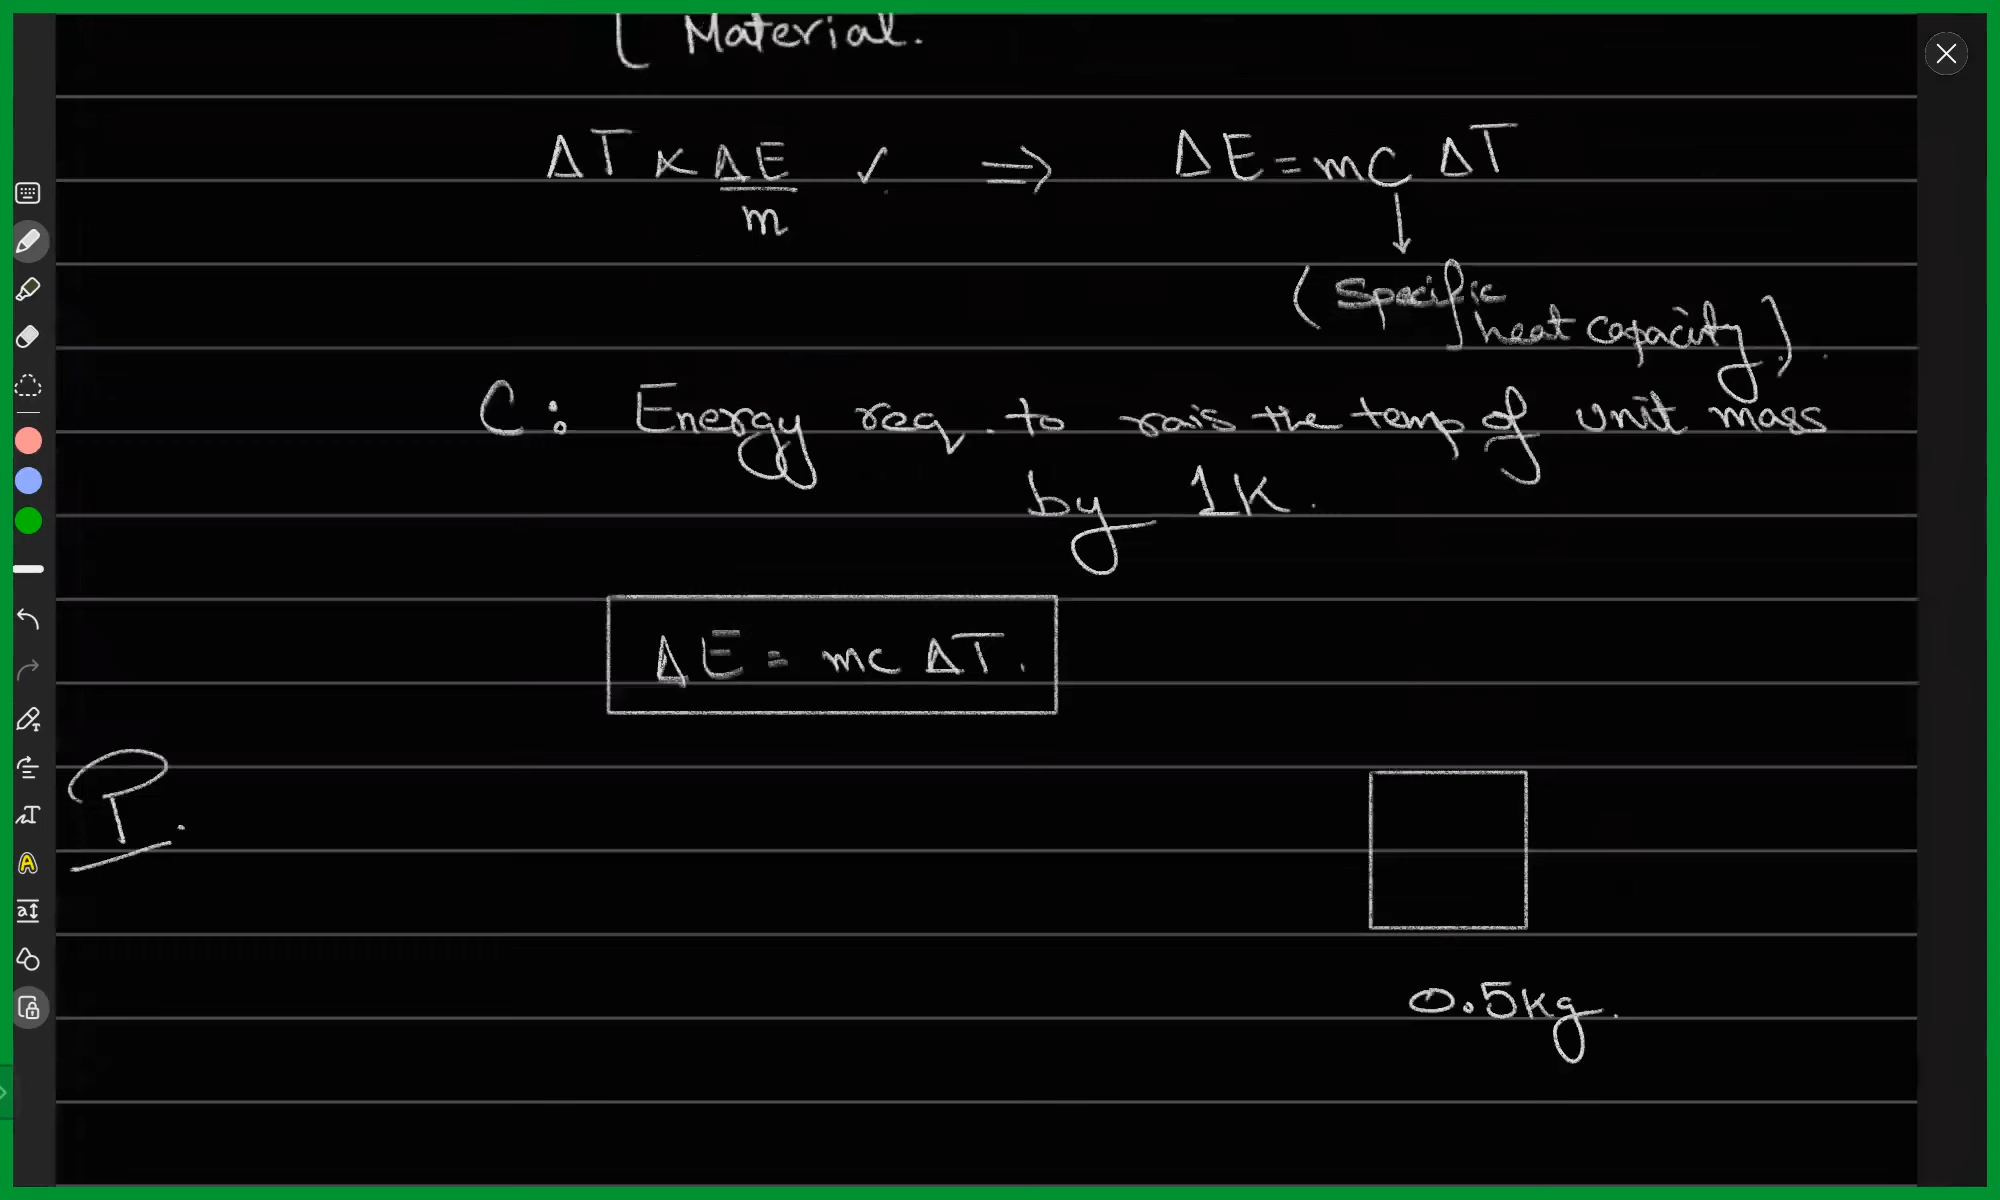 Material.
ΔT ∝ ΔE/m ✓ ⇒ ΔE = mc ΔT
↓
(Specific heat capacity).
C: Energy req. to rais the temp of unit mass
by 1K.
ΔE = mc ΔT.
0.5kg.